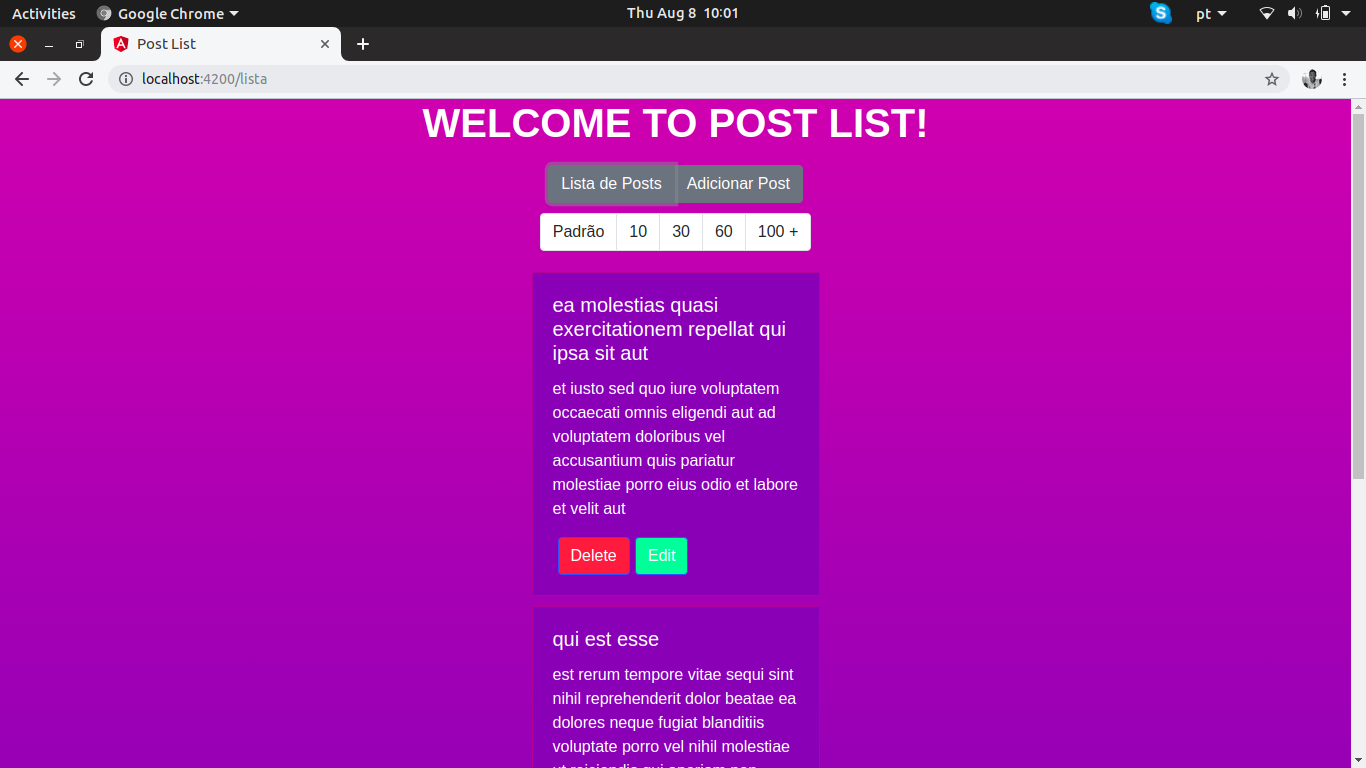 Activities Google Chrome Thu Aug 8 10:01 pt
Post List
localhost:4200/lista
WELCOME TO POST LIST!
Lista de Posts Adicionar Post
Padrão 10 30 60 100 +
ea molestias quasi
exercitationem repellat qui
ipsa sit aut
et iusto sed quo iure voluptatem
occaecati omnis eligendi aut ad
voluptatem doloribus vel
accusantium quis pariatur
molestiae porro eius odio et labore
et velit aut
Delete Edit
qui est esse
est rerum tempore vitae sequi sint
nihil reprehenderit dolor beatae ea
dolores neque fugiat blanditiis
voluptate porro vel nihil molestiae